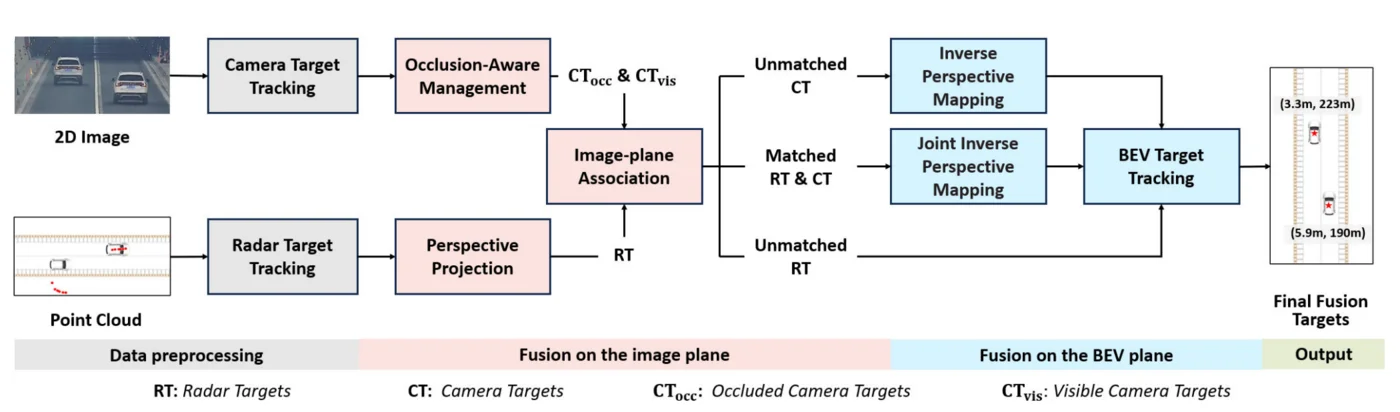 2D Image
Camera Target
Tracking
Occlusion-Aware
Management
CTocc & CTvis
Point Cloud
Radar Target
Tracking
Perspective
Projection
RT
Image-plane
Association
Unmatched
CT
Matched
RT & CT
Unmatched
RT
Inverse
Perspective
Mapping
Joint Inverse
Perspective
Mapping
BEV Target
Tracking
(3.3m, 223m)
(5.9m, 190m)
Final Fusion
Targets
Data preprocessing
Fusion on the image plane
Fusion on the BEV plane
Output
RT: Radar Targets
CT: Camera Targets
CTocc: Occluded Camera Targets
CTvis: Visible Camera Targets